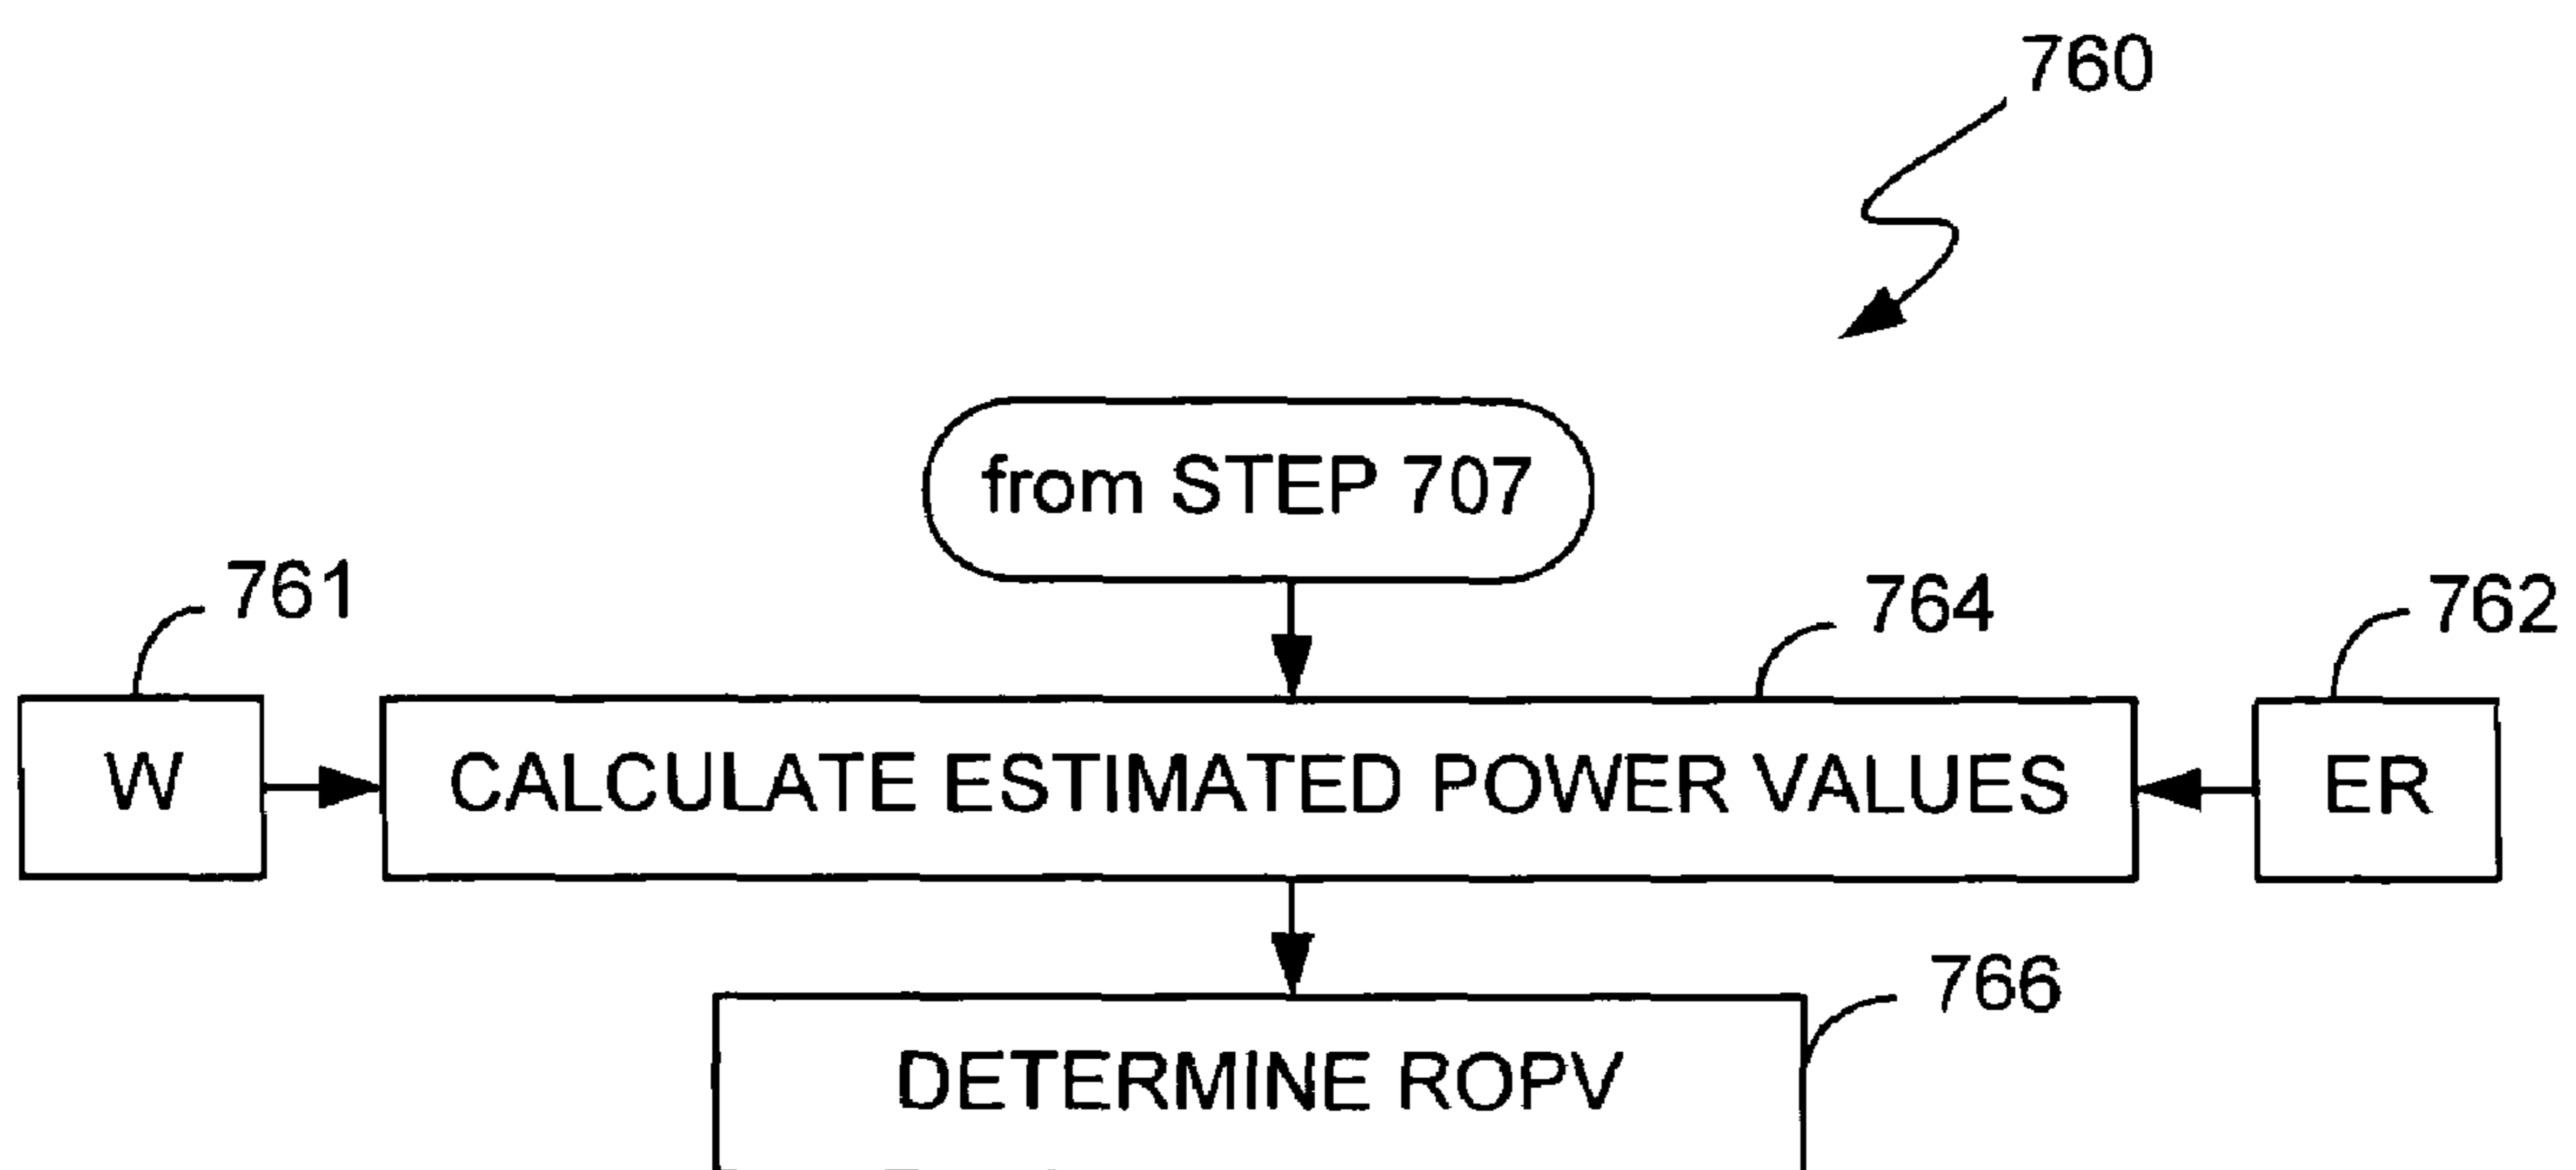 760
from STEP 707
761
764
762
W
CALCULATE ESTIMATED POWER VALUES
ER
766
DETERMINE ROPV